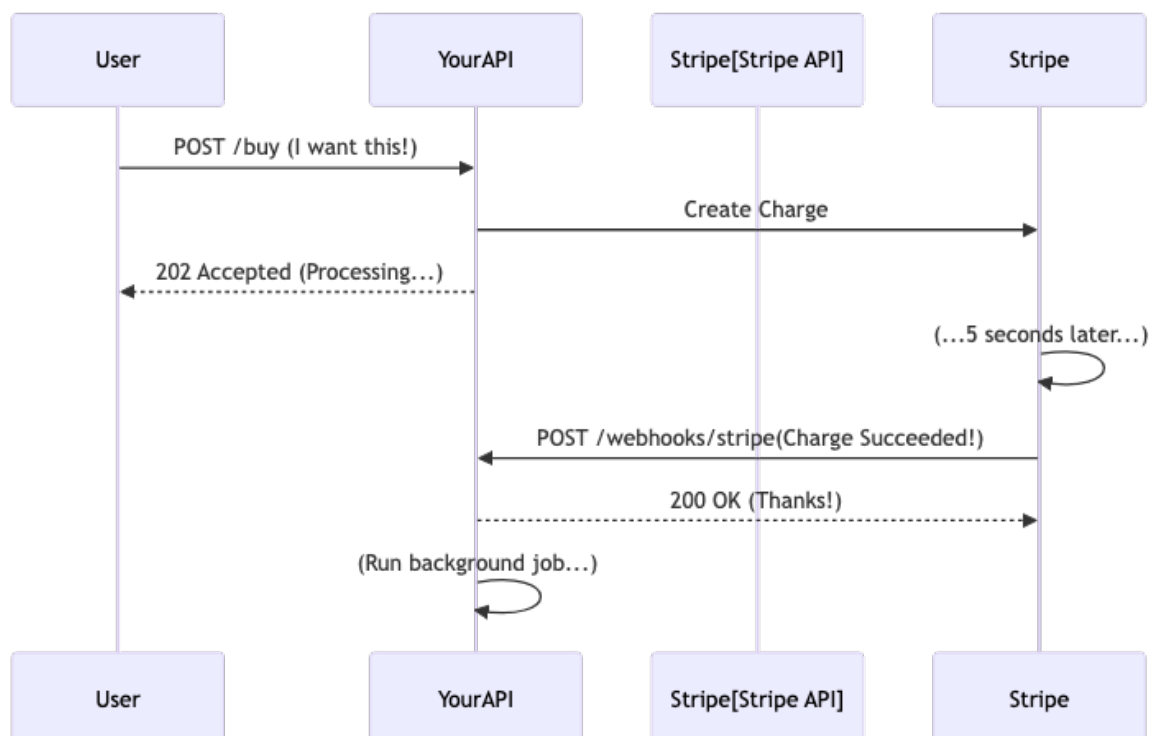 User
YourAPI
Stripe[Stripe API]
Stripe
POST /buy (I want this!)
Create Charge
202 Accepted (Processing...)
(...5 seconds later...)
POST /webhooks/stripe(Charge Succeeded!)
200 OK (Thanks!)
(Run background job...)
User
YourAPI
Stripe[Stripe API]
Stripe